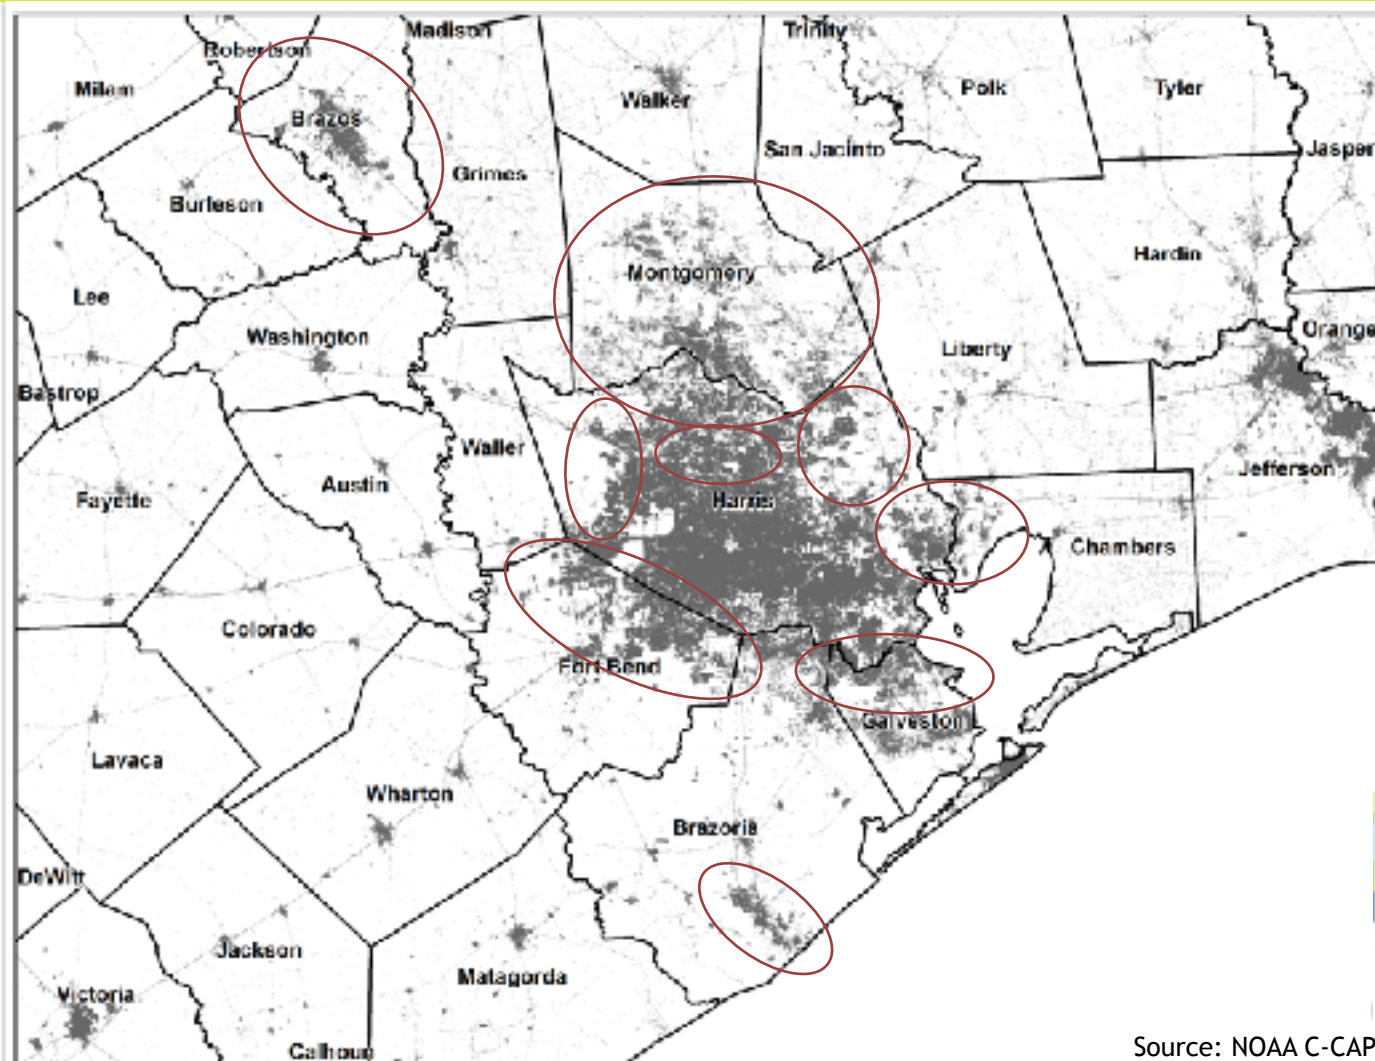 Madison
Trinity
Robertson
Milam
Walker
Polk
Tyler
Brazos
San Jacinto
Jasper
Grimes
Burleson
Montgomery
Hardin
Lee
Washington
Orange
Liberty
Bastrop
Waller
Jefferson
Fayette
Austin
Harris
Chambers
Colorado
Fort Bend
Galveston
Lavaca
Wharton
Brazoria
DeWitt
Jackson
Matagorda
Victoria
Calhoun
Source: NOAA C-CAP